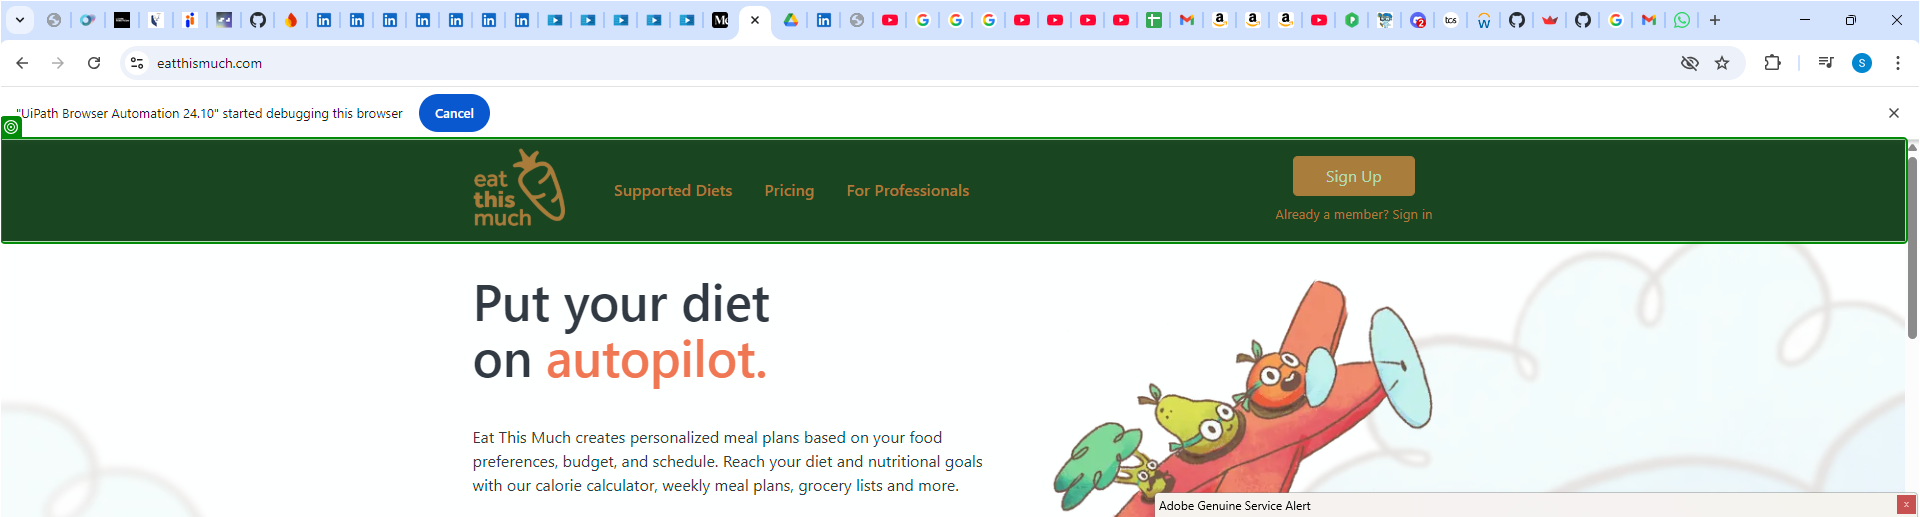 eatthismuch.com
S
"UiPath Browser Automation 24.10" started debugging this browser
Cancel
eat
this
much
Supported Diets
Pricing
For Professionals
Sign Up
Already a member? Sign in
Put your diet
on autopilot.
Eat This Much creates personalized meal plans based on your food
preferences, budget, and schedule. Reach your diet and nutritional goals
with our calorie calculator, weekly meal plans, grocery lists and more.
Adobe Genuine Service Alert